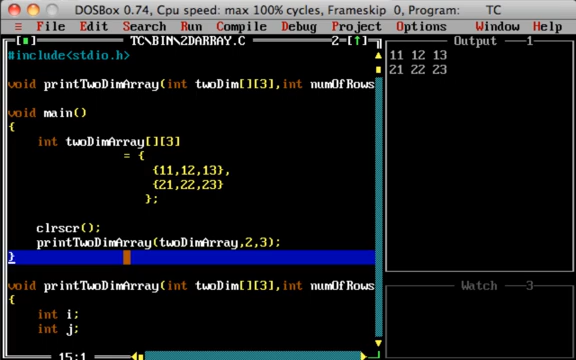 DOSBox 0.74, Cpu speed: max 100% cycles, Frameskip 0, Program: TC
≡ File Edit Search Run Compile Debug Project Options Window Help
TC\BIN\2DARRAY.C 2=[↑]
#include<stdio.h>
void printTwoDimArray(int twoDim[][3],int numOfRows
void main()
{
int twoDimArray[][3]
= {
{11,12,13},
{21,22,23}
};
clrscr();
printTwoDimArray(twoDimArray,2,3);
}
void printTwoDimArray(int twoDim[][3],int numOfRows
{
int i;
int j;
15:1
Output 1
11 12 13
21 22 23
Watch 3